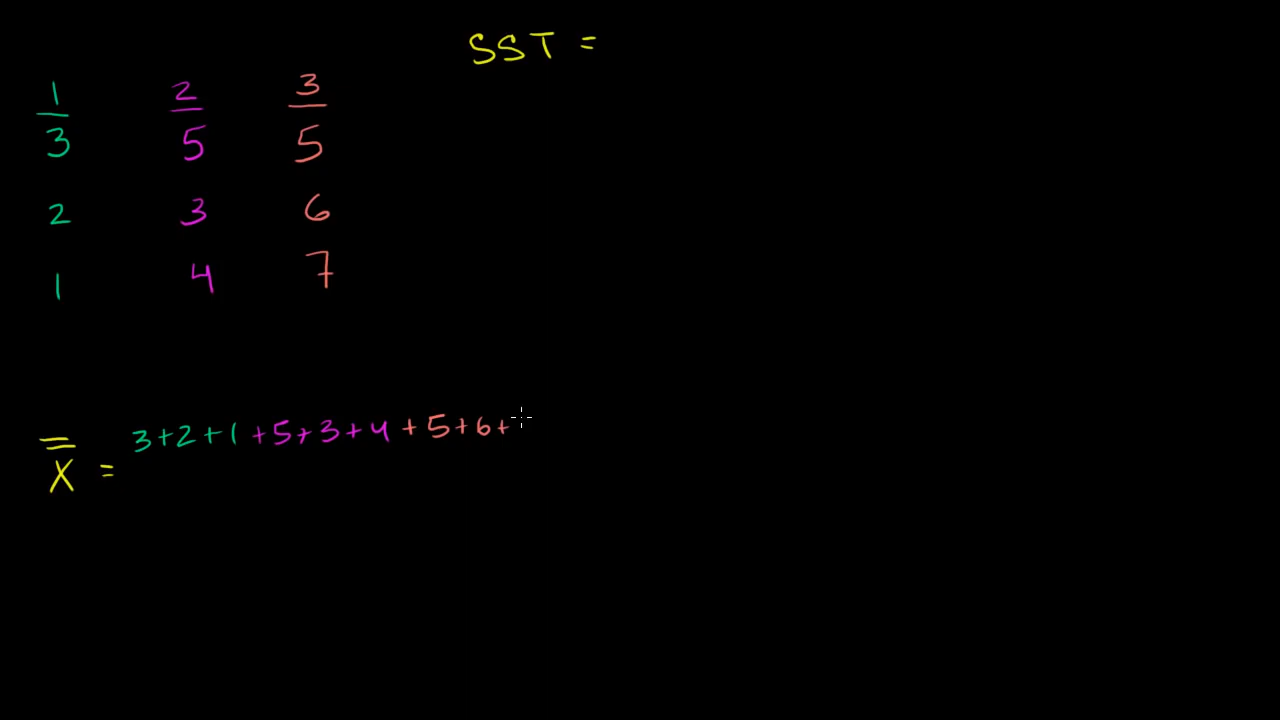 SST =
1 2 3
3 5 5
2 3 6
1 4 7
X = 3+2+1+5+3+4+5+6+